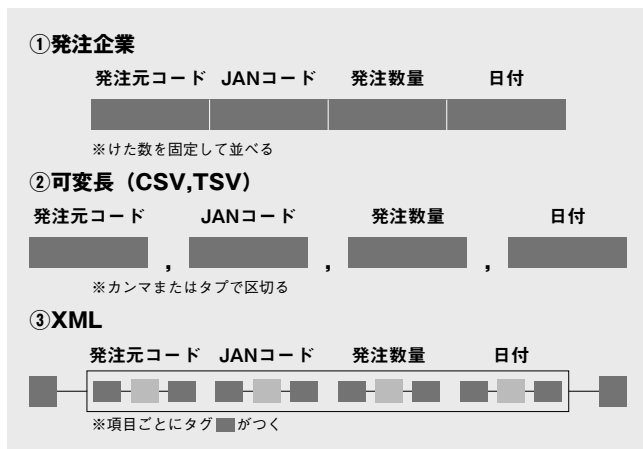 ①発注企業
発注元コード JANコード 発注数量 日付
※けた数を固定して並べる
②可変長（CSV,TSV）
発注元コード JANコード 発注数量 日付
, , ,
※カンマまたはタブで区切る
③XML
発注元コード JANコード 発注数量 日付
※項目ごとにタグ がつく